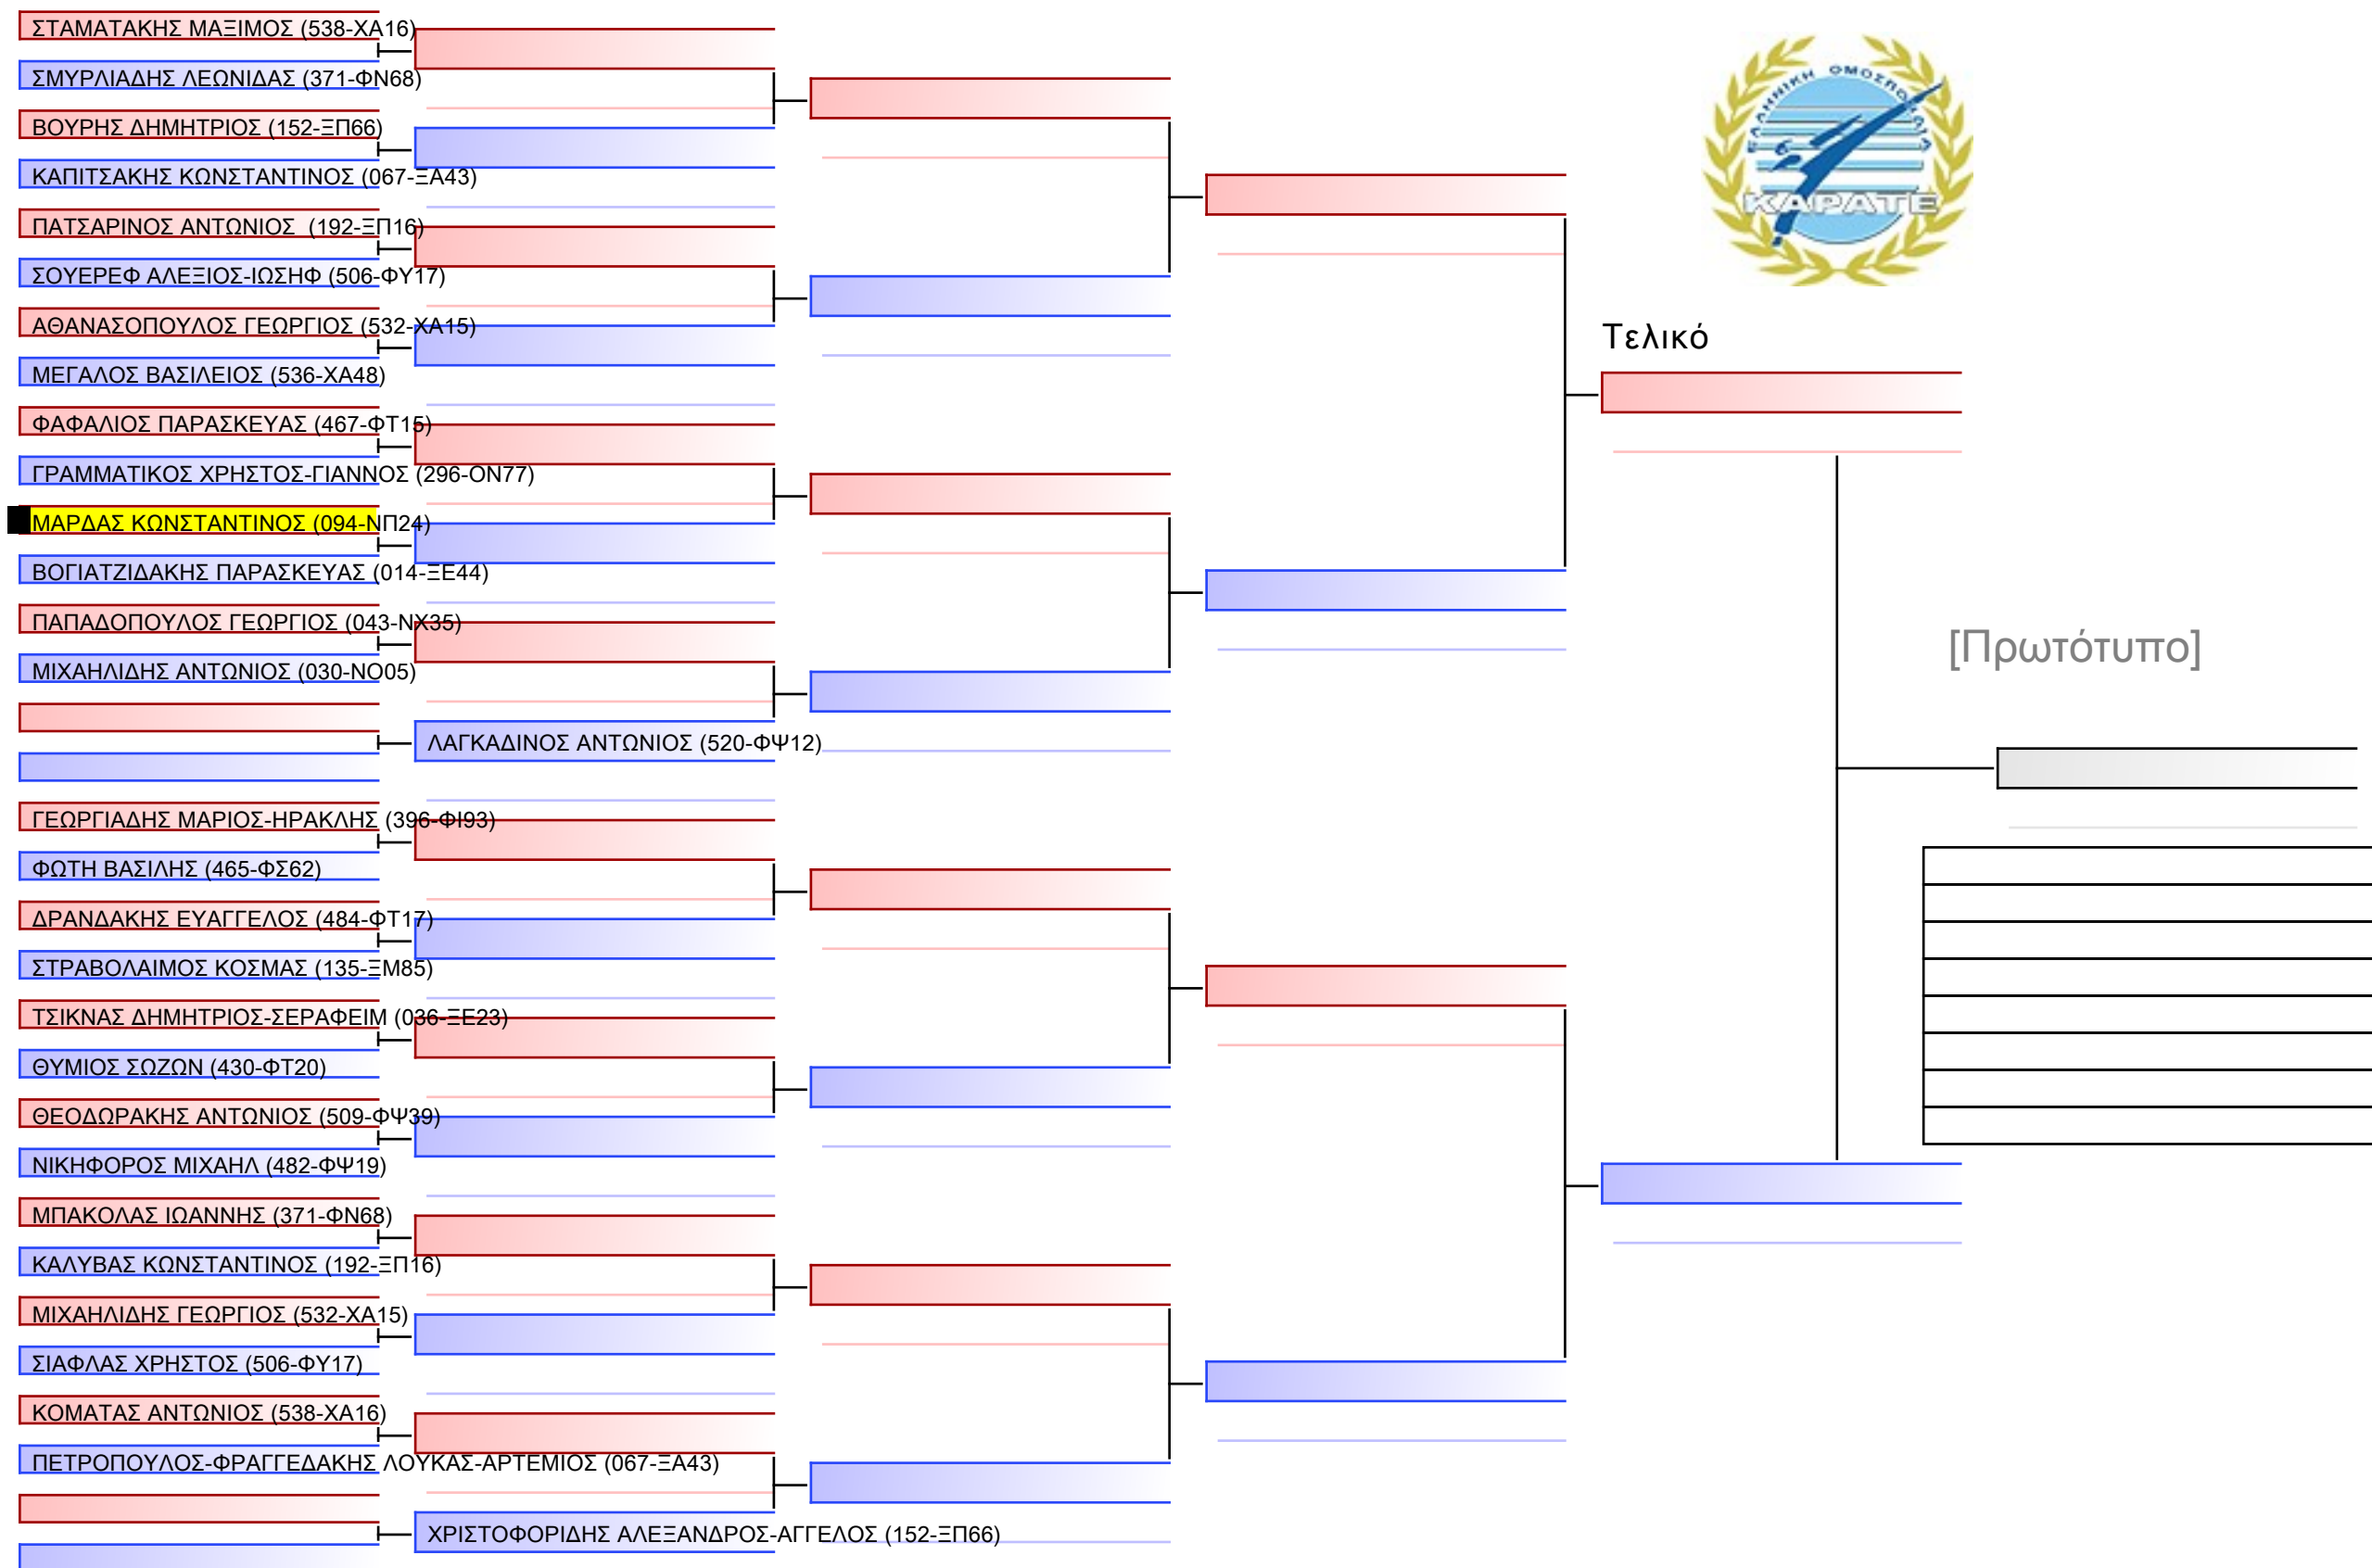 ΣΤΑΜΑΤΑΚΗΣ ΜΑΞΙΜΟΣ (538-ΧΑ16)
ΣΜΥΡΛΙΑΔΗΣ ΛΕΩΝΙΔΑΣ (371-ΦΝ68)
ΒΟΥΡΗΣ ΔΗΜΗΤΡΙΟΣ (152-ΞΠ66)
ΚΑΠΙΤΣΑΚΗΣ ΚΩΝΣΤΑΝΤΙΝΟΣ (067-ΞΑ43)
ΠΑΤΣΑΡΙΝΟΣ ΑΝΤΩΝΙΟΣ (192-ΞΠ16)
ΣΟΥΕΡΕΦ ΑΛΕΞΙΟΣ-ΙΩΣΗΦ (506-ΦΥ17)
ΑΘΑΝΑΣΟΠΟΥΛΟΣ ΓΕΩΡΓΙΟΣ (532-ΧΑ15)
ΜΕΓΑΛΟΣ ΒΑΣΙΛΕΙΟΣ (536-ΧΑ48)
ΦΑΦΑΛΙΟΣ ΠΑΡΑΣΚΕΥΑΣ (467-ΦΤ15)
ΓΡΑΜΜΑΤΙΚΟΣ ΧΡΗΣΤΟΣ-ΓΙΑΝΝΟΣ (296-ΟΝ77)
ΜΑΡΔΑΣ ΚΩΝΣΤΑΝΤΙΝΟΣ (094-ΝΠ24)
ΒΟΓΙΑΤΖΙΔΑΚΗΣ ΠΑΡΑΣΚΕΥΑΣ (014-ΞΕ44)
ΠΑΠΑΔΟΠΟΥΛΟΣ ΓΕΩΡΓΙΟΣ (043-ΝΧ35)
ΜΙΧΑΗΛΙΔΗΣ ΑΝΤΩΝΙΟΣ (030-ΝΟ05)
ΛΑΓΚΑΔΙΝΟΣ ΑΝΤΩΝΙΟΣ (520-ΦΨ12)
ΓΕΩΡΓΙΑΔΗΣ ΜΑΡΙΟΣ-ΗΡΑΚΛΗΣ (396-ΦΙ93)
ΦΩΤΗ ΒΑΣΙΛΗΣ (465-ΦΣ62)
ΔΡΑΝΔΑΚΗΣ ΕΥΑΓΓΕΛΟΣ (484-ΦΤ17)
ΣΤΡΑΒΟΛΑΙΜΟΣ ΚΟΣΜΑΣ (135-ΞΜ85)
ΤΣΙΚΝΑΣ ΔΗΜΗΤΡΙΟΣ-ΣΕΡΑΦΕΙΜ (036-ΞΕ23)
ΘΥΜΙΟΣ ΣΩΖΩΝ (430-ΦΤ20)
ΘΕΟΔΩΡΑΚΗΣ ΑΝΤΩΝΙΟΣ (509-ΦΨ39)
ΝΙΚΗΦΟΡΟΣ ΜΙΧΑΗΛ (482-ΦΨ19)
ΜΠΑΚΟΛΑΣ ΙΩΑΝΝΗΣ (371-ΦΝ68)
ΚΑΛΥΒΑΣ ΚΩΝΣΤΑΝΤΙΝΟΣ (192-ΞΠ16)
ΜΙΧΑΗΛΙΔΗΣ ΓΕΩΡΓΙΟΣ (532-ΧΑ15)
ΣΙΑΦΛΑΣ ΧΡΗΣΤΟΣ (506-ΦΥ17)
ΚΟΜΑΤΑΣ ΑΝΤΩΝΙΟΣ (538-ΧΑ16)
ΠΕΤΡΟΠΟΥΛΟΣ-ΦΡΑΓΓΕΔΑΚΗΣ ΛΟΥΚΑΣ-ΑΡΤΕΜΙΟΣ (067-ΞΑ43)
ΧΡΙΣΤΟΦΟΡΙΔΗΣ ΑΛΕΞΑΝΔΡΟΣ-ΑΓΓΕΛΟΣ (152-ΞΠ66)
ΕΛΛΗΝΙΚΗ ΟΜΟΣΠΟΝΔΙΑ
ΚΑΡΑΤΕ
Τελικό
[Πρωτότυπο]